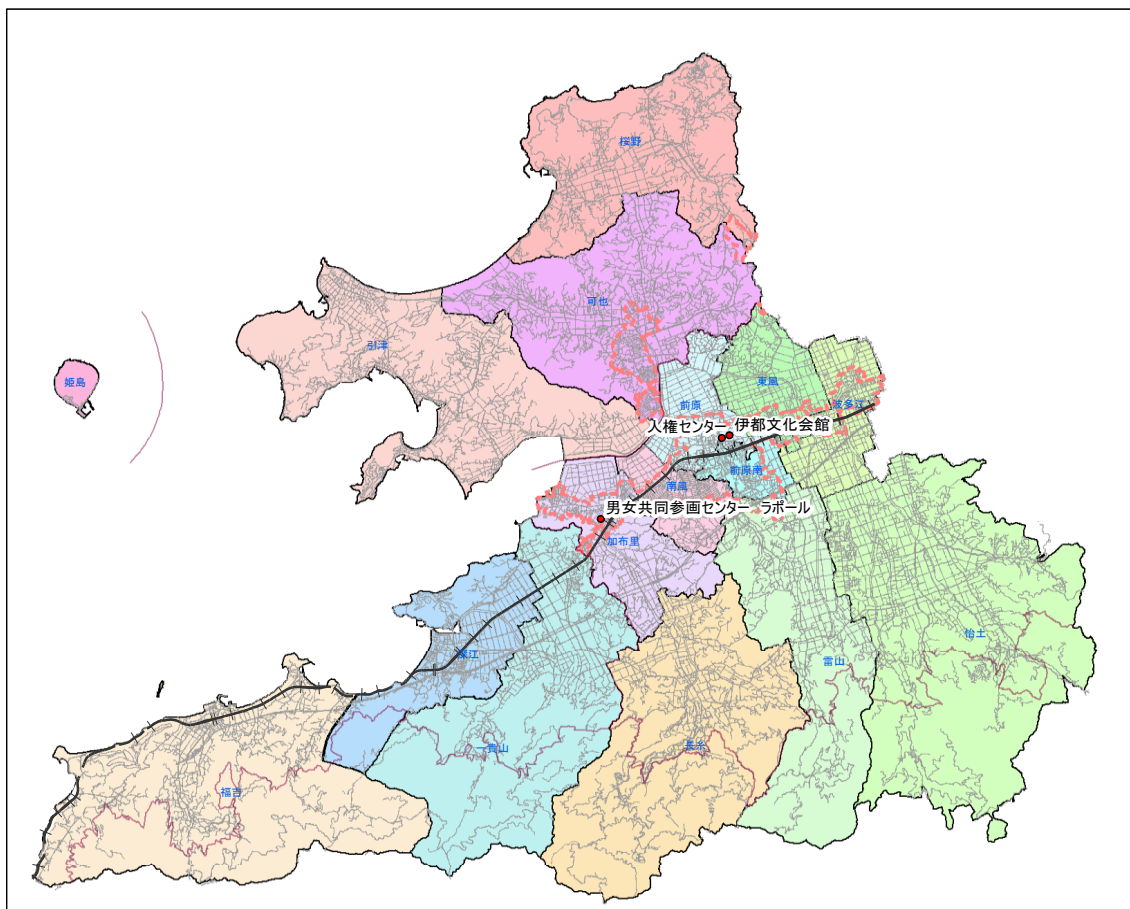 桜野
可也
引津
姫島
東風
前原
波多江
人権センター
伊都文化会館
前原南
南風
男女共同参画センター ラポール
加布里
怡土
深江
雷山
一貴山
長糸
福吉